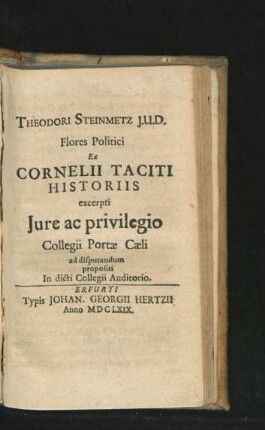 THEODORI STEINMETZ J.U.D.
Flores Politici
Ex
CORNELII TACITI
HISTORIIS
excerpti
Jure ac privilegio
Collegii Portæ Cæli
ad disputandum
propositi
In dicti Collegii Auditorio.
ERFURTI
Typis JOHAN. GEORGII HERTZII
Anno MDCLXIX.